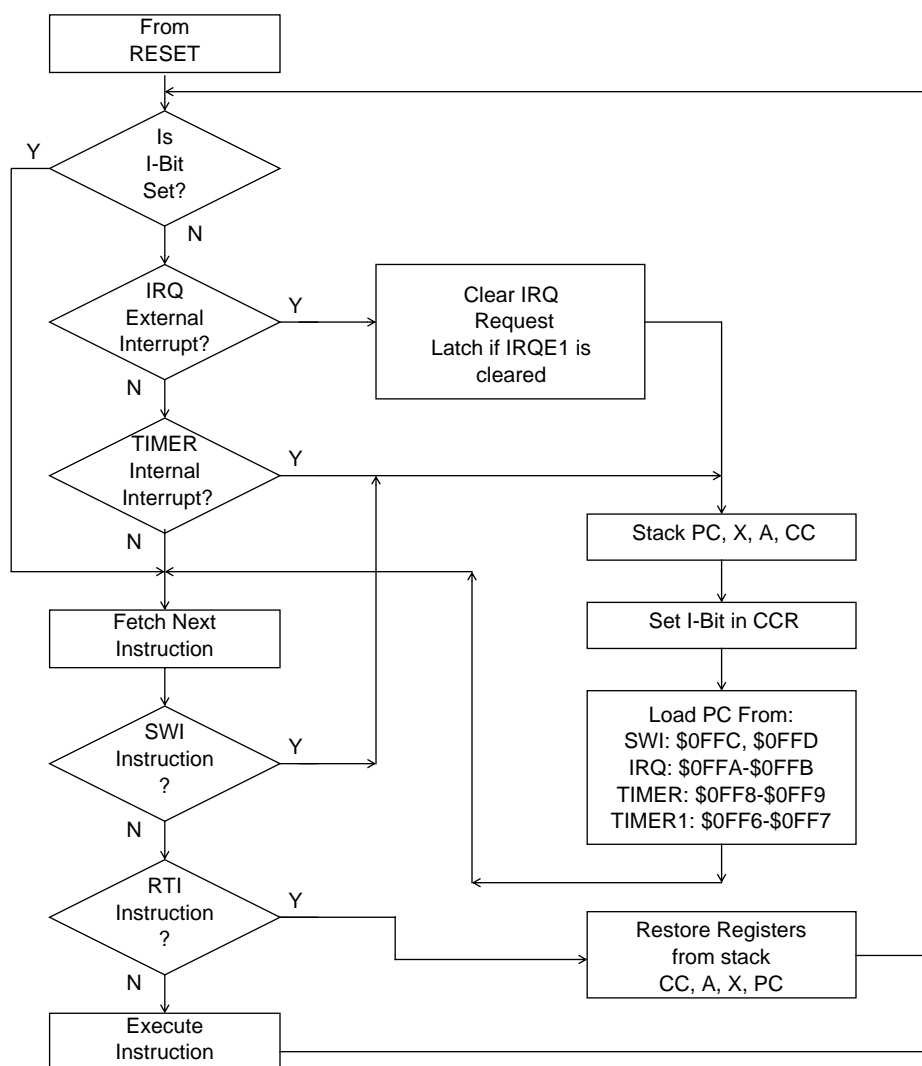 From
RESET
Is
I-Bit
Set?
Y
N
IRQ
External
Interrupt?
Y
N
Clear IRQ
Request
Latch if IRQE1 is
cleared
TIMER
Internal
Interrupt?
Y
N
Stack PC, X, A, CC
Set I-Bit in CCR
Load PC From:
SWI: $0FFC, $0FFD
IRQ: $0FFA-$0FFB
TIMER: $0FF8-$0FF9
TIMER1: $0FF6-$0FF7
Fetch Next
Instruction
SWI
Instruction
?
Y
N
RTI
Instruction
?
Y
N
Restore Registers
from stack
CC, A, X, PC
Execute
Instruction